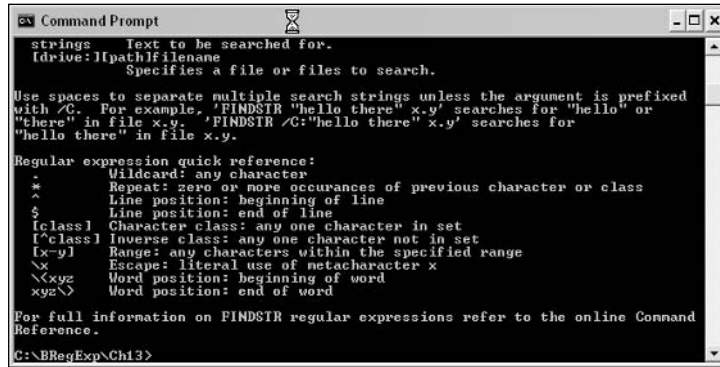 Command Prompt
strings Text to be searched for.
[drive:][path]filename
Specifies a file or files to search.
Use spaces to separate multiple search strings unless the argument is prefixed
with /C. For example, 'FINDSTR "hello there" x.y' searches for "hello" or
"there" in file x.y. 'FINDSTR /C:"hello there" x.y' searches for
"hello there" in file x.y.
Regular expression quick reference:
. Wildcard: any character
* Repeat: zero or more occurances of previous character or class
^ Line position: beginning of line
$ Line position: end of line
[class] Character class: any one character in set
[^class] Inverse class: any one character not in set
[x-y] Range: any characters within the specified range
\x Escape: literal use of metacharacter x
\<xyz Word position: beginning of word
xyz\> Word position: end of word
For full information on FINDSTR regular expressions refer to the online Command
Reference.
C:\BRegExp\Ch13>